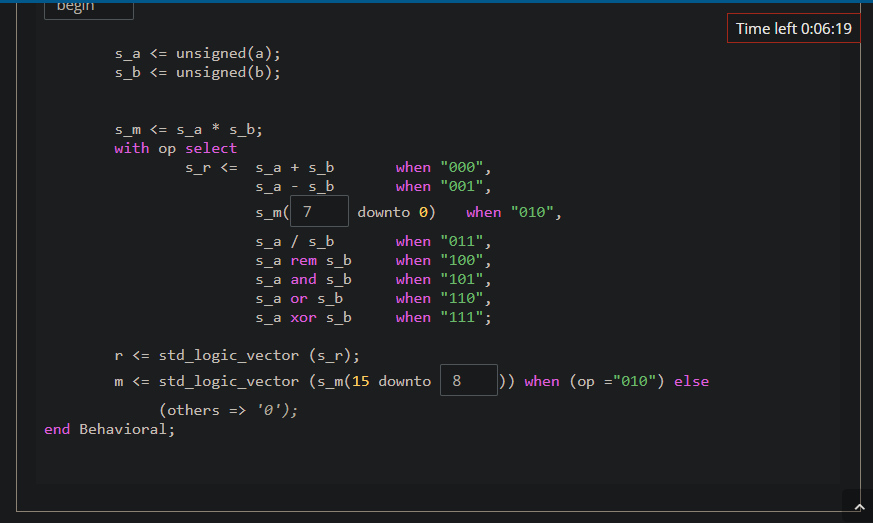 begin
Time left 0:06:19
s_a <= unsigned(a);
s_b <= unsigned(b);
s_m <= s_a * s_b;
with op select
s_r <= s_a + s_b when "000",
s_a - s_b when "001",
s_m( 7 downto 0) when "010",
s_a / s_b when "011",
s_a rem s_b when "100",
s_a and s_b when "101",
s_a or s_b when "110",
s_a xor s_b when "111";
r <= std_logic_vector (s_r);
m <= std_logic_vector (s_m(15 downto 8 )) when (op ="010") else
(others => '0');
end Behavioral;